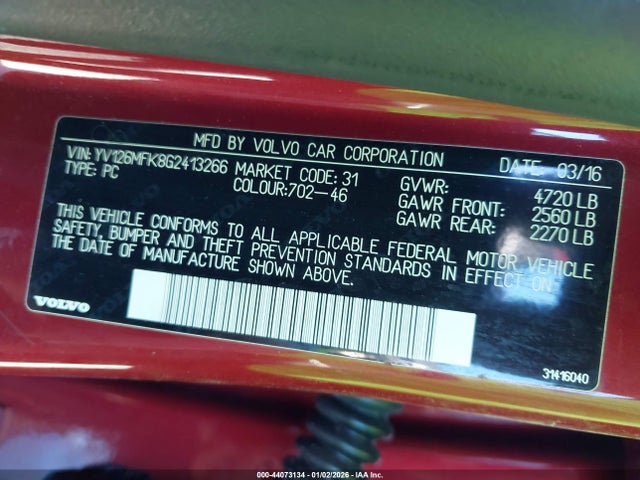 MFD BY VOLVO CAR CORPORATION DATE: 03/16
VIN: YV126MFK8G2413266 MARKET CODE: 31 GVWR: 4720 LB
TYPE: PC COLOUR:702-46 GAWR FRONT: 2560 LB
GAWR REAR: 2270 LB
THIS VEHICLE CONFORMS TO ALL APPLICABLE FEDERAL MOTOR VEHICLE
SAFETY, BUMPER AND THEFT PREVENTION STANDARDS IN EFFECT ON
THE DATE OF MANUFACTURE SHOWN ABOVE.
VOLVO
31416040
000-44073134 - 01/02/2026 - IAA Inc.